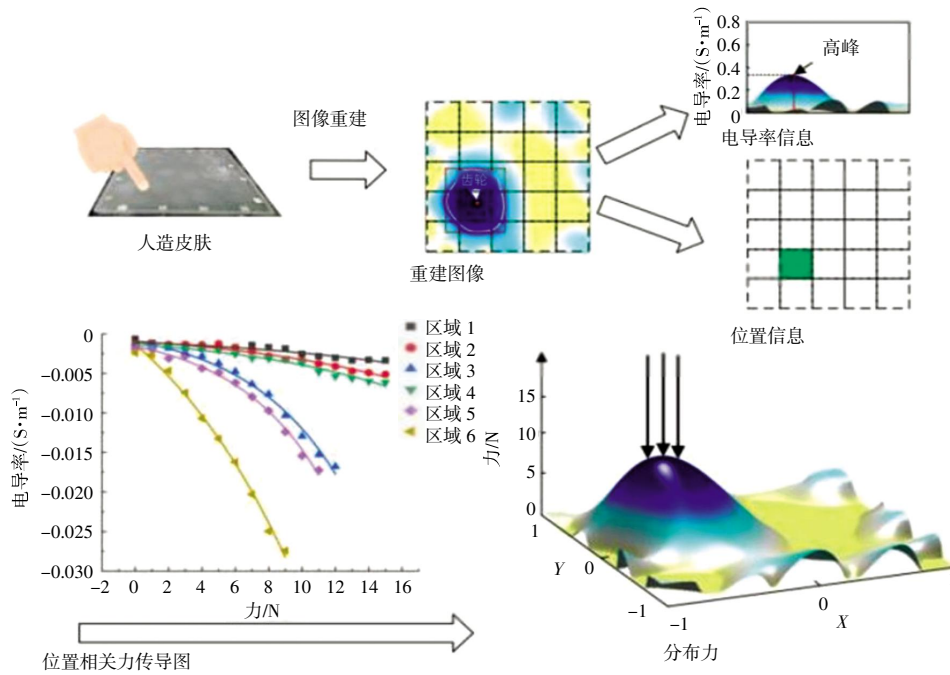 图像重建
人造皮肤
齿轮
重建图像
电导率/(S·m⁻¹)
0.8
0.6
0.4
0.2
0
高峰
电导率信息
位置信息
电导率/(S·m⁻¹)
0
−0.005
−0.010
−0.015
−0.020
−0.025
−0.030
−2 0 2 4 6 8 10 12 14 16
力/N
区域 1
区域 2
区域 3
区域 4
区域 5
区域 6
位置相关力传导图
力/N
15
10
5
0
1
Y 0
−1
−1
0
X
分布力